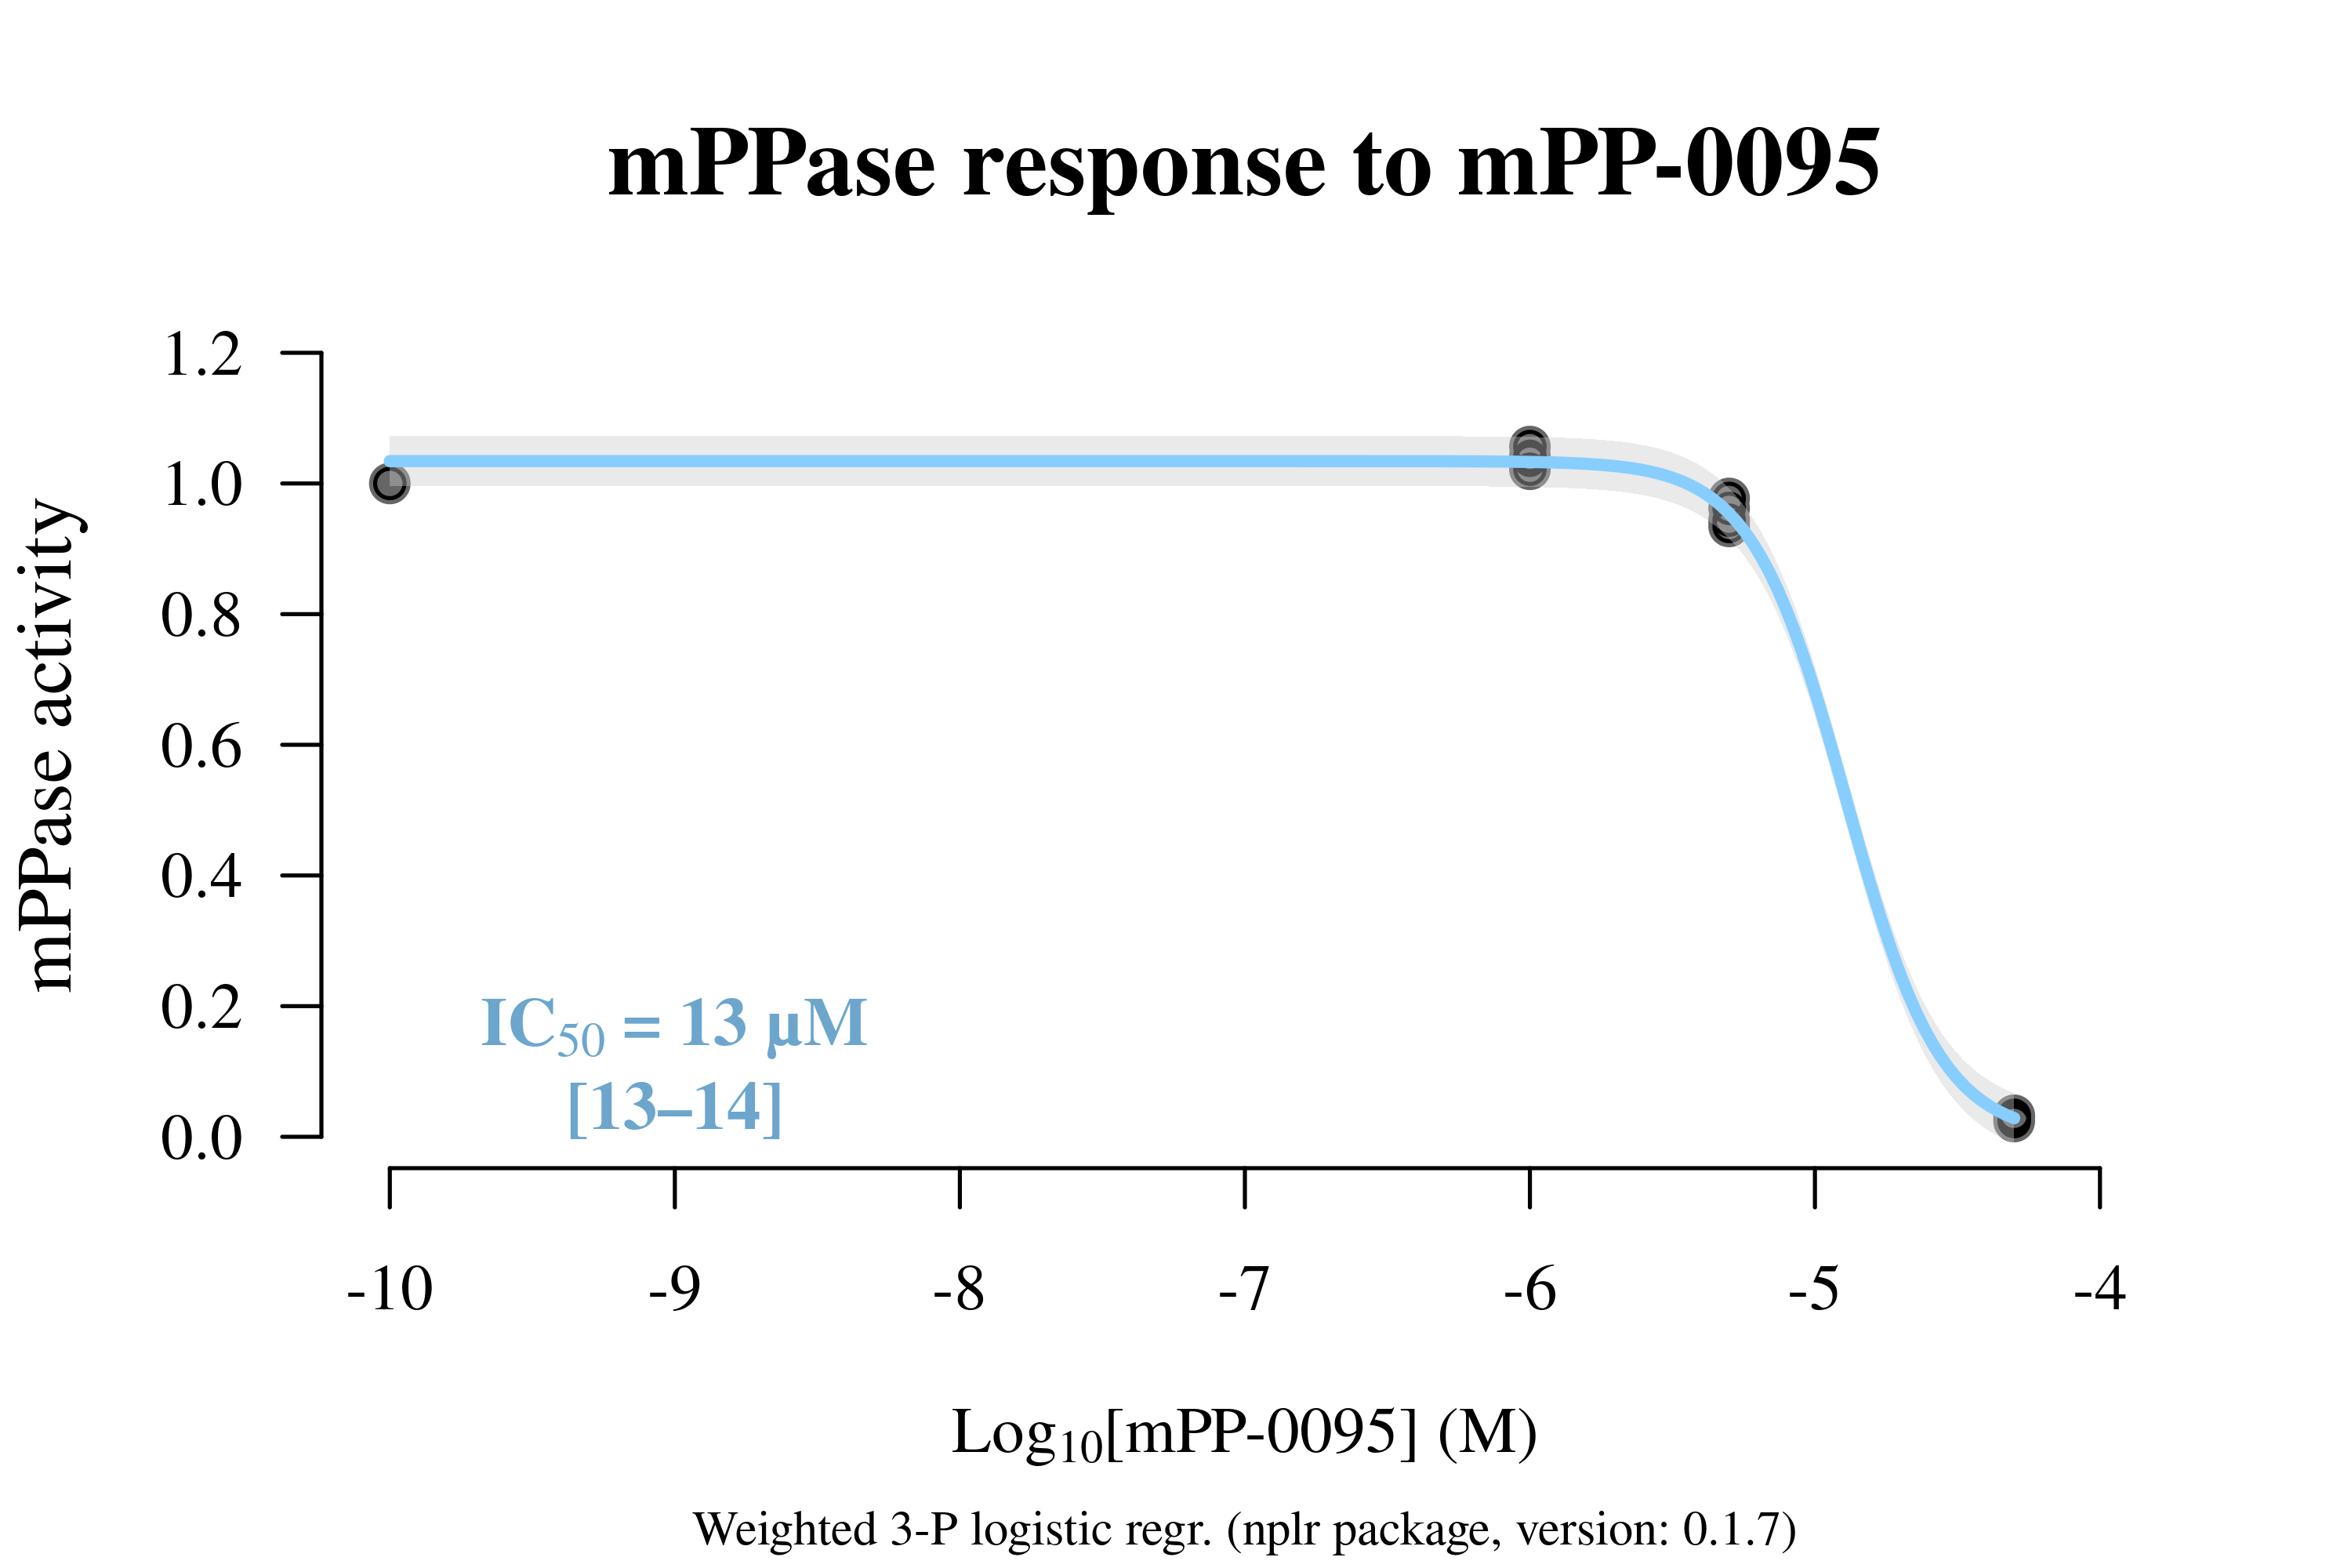 mPPase response to mPP-0095
mPPase activity
1.2
1.0
0.8
0.6
0.4
0.2
0.0
IC50 = 13 µM
[13–14]
-10 -9 -8 -7 -6 -5 -4
Log10[mPP-0095] (M)
Weighted 3-P logistic regr. (nplr package, version: 0.1.7)